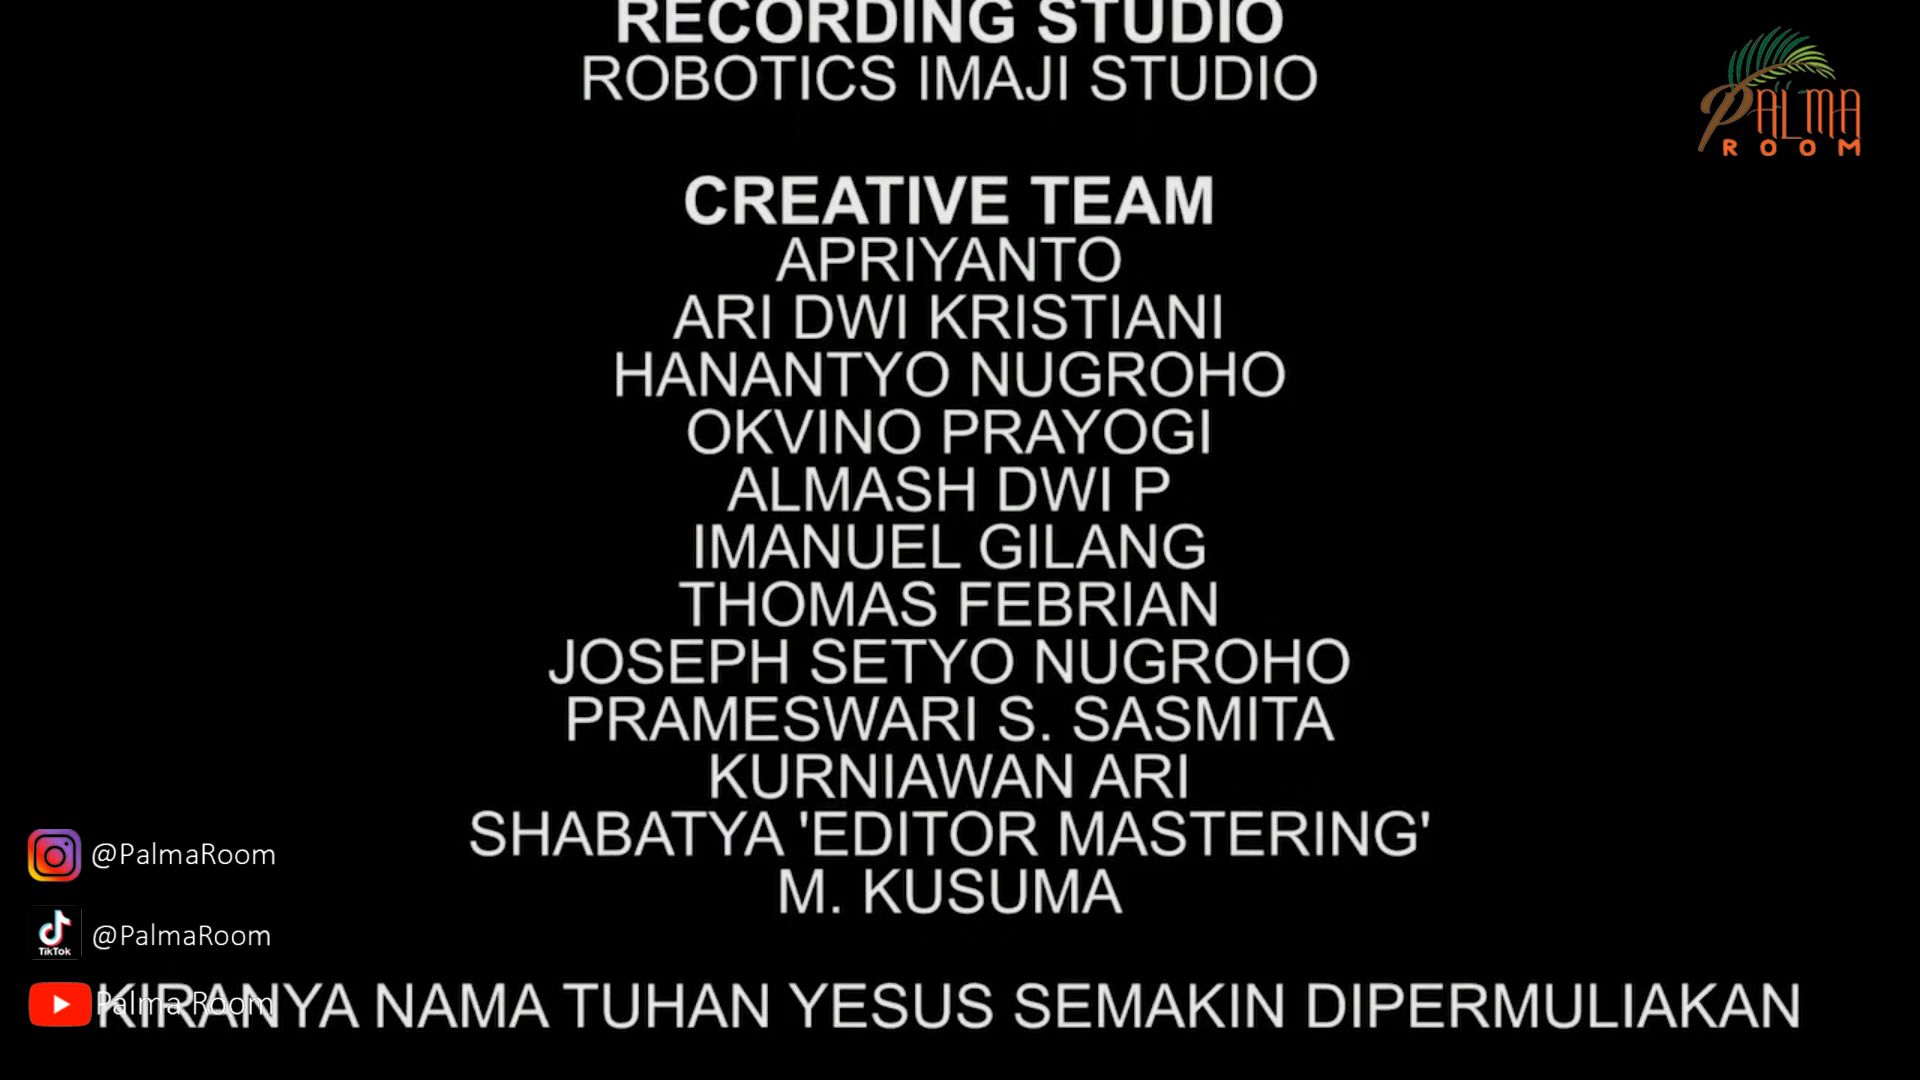 RECORDING STUDIO
ROBOTICS IMAJI STUDIO
PALMA
ROOM
CREATIVE TEAM
APRIYANTO
ARI DWI KRISTIANI
HANANTYO NUGROHO
OKVINO PRAYOGI
ALMASH DWI P
IMANUEL GILANG
THOMAS FEBRIAN
JOSEPH SETYO NUGROHO
PRAMESWARI S. SASMITA
KURNIAWAN ARI
SHABATYA 'EDITOR MASTERING'
M. KUSUMA
@PalmaRoom
TikTok
@PalmaRoom
Palma Room
KIRANYA NAMA TUHAN YESUS SEMAKIN DIPERMULIAKAN